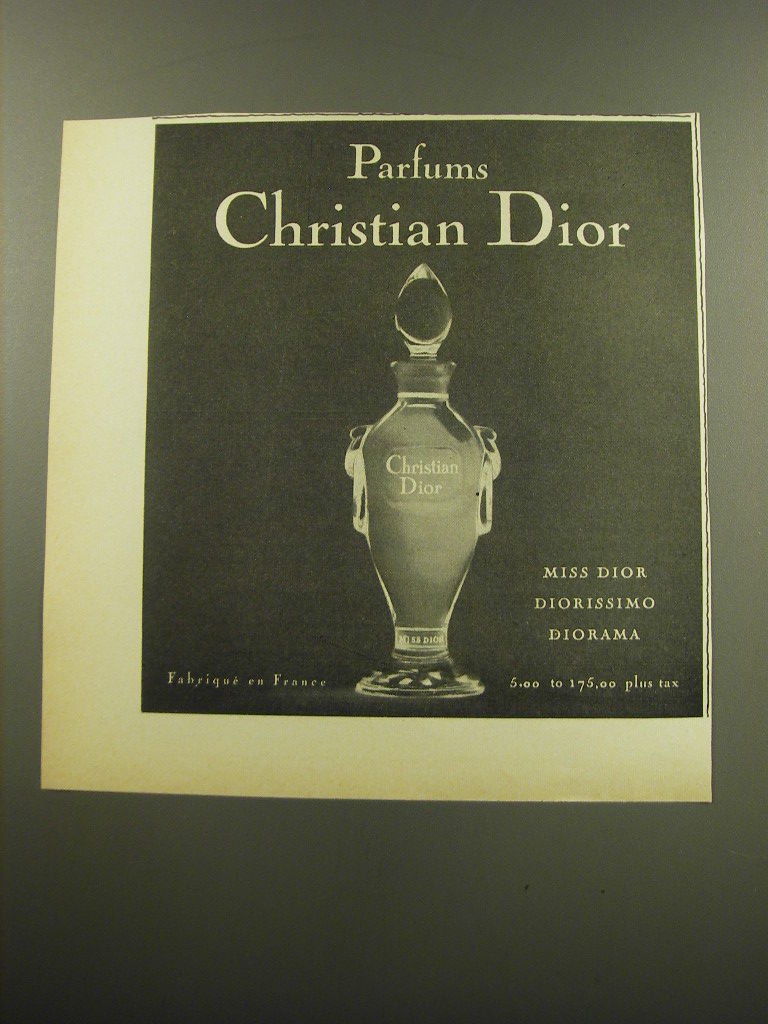 Parfums
Christian Dior
Christian
Dior
MISS DIOR
MISS DIOR
DIORISSIMO
DIORAMA
Fabriqué en France
5.00 to 175.00 plus tax